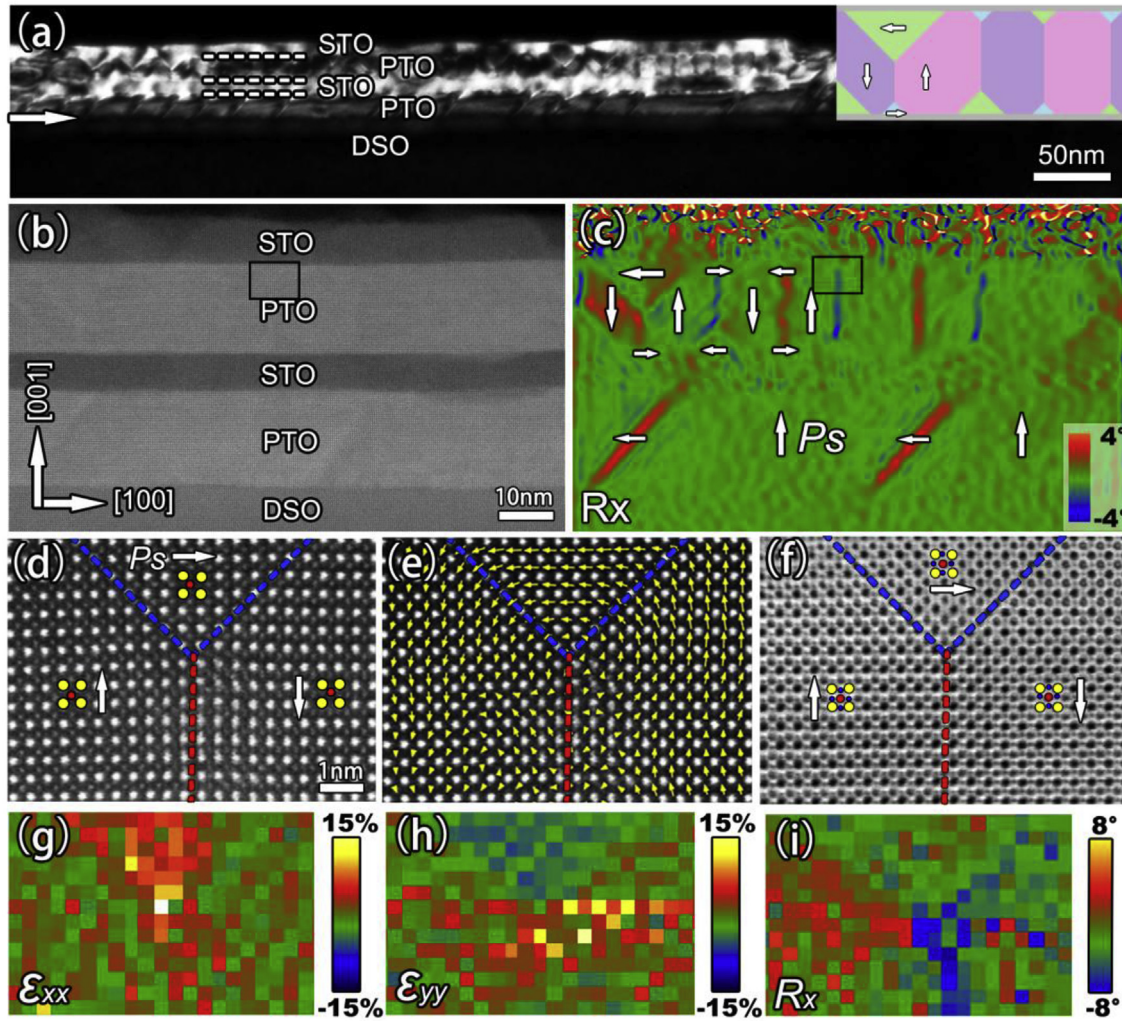 (a)
STO
PTO
STO
PTO
DSO
50nm
(b)
STO
PTO
STO
PTO
DSO
[001]
[100]
10nm
(c)
Ps
Rx
4°
-4°
(d)
Ps
1nm
(e)
(f)
(g)
εxx
15%
-15%
(h)
εyy
15%
-15%
(i)
Rx
8°
-8°